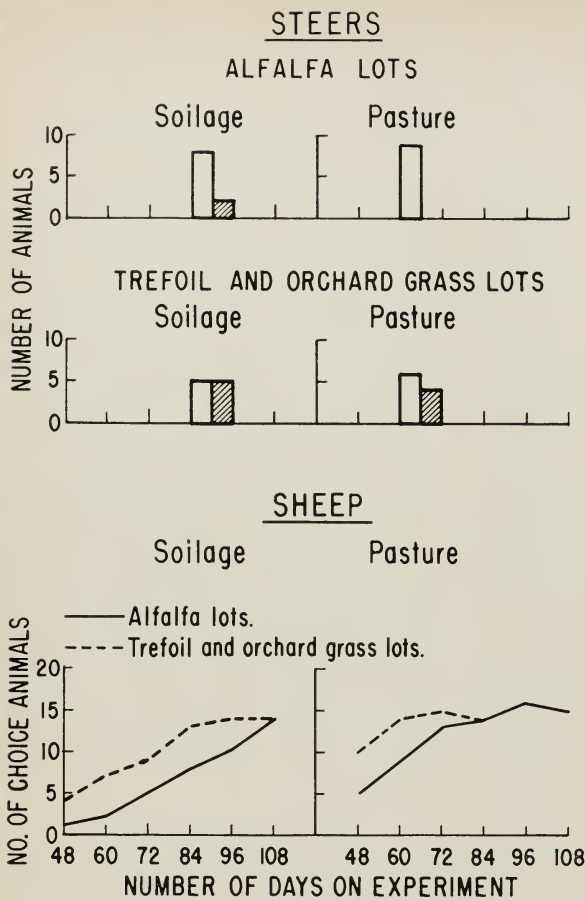 STEERS
ALFALFA LOTS
Soilage Pasture
10
5
0
NUMBER OF ANIMALS
TREFOIL AND ORCHARD GRASS LOTS
Soilage Pasture
10
5
0
SHEEP
Soilage Pasture
Alfalfa lots.
Trefoil and orchard grass lots.
NO. OF CHOICE ANIMALS
20
15
10
5
0
48 60 72 84 96 108 48 60 72 84 96 108
NUMBER OF DAYS ON EXPERIMENT